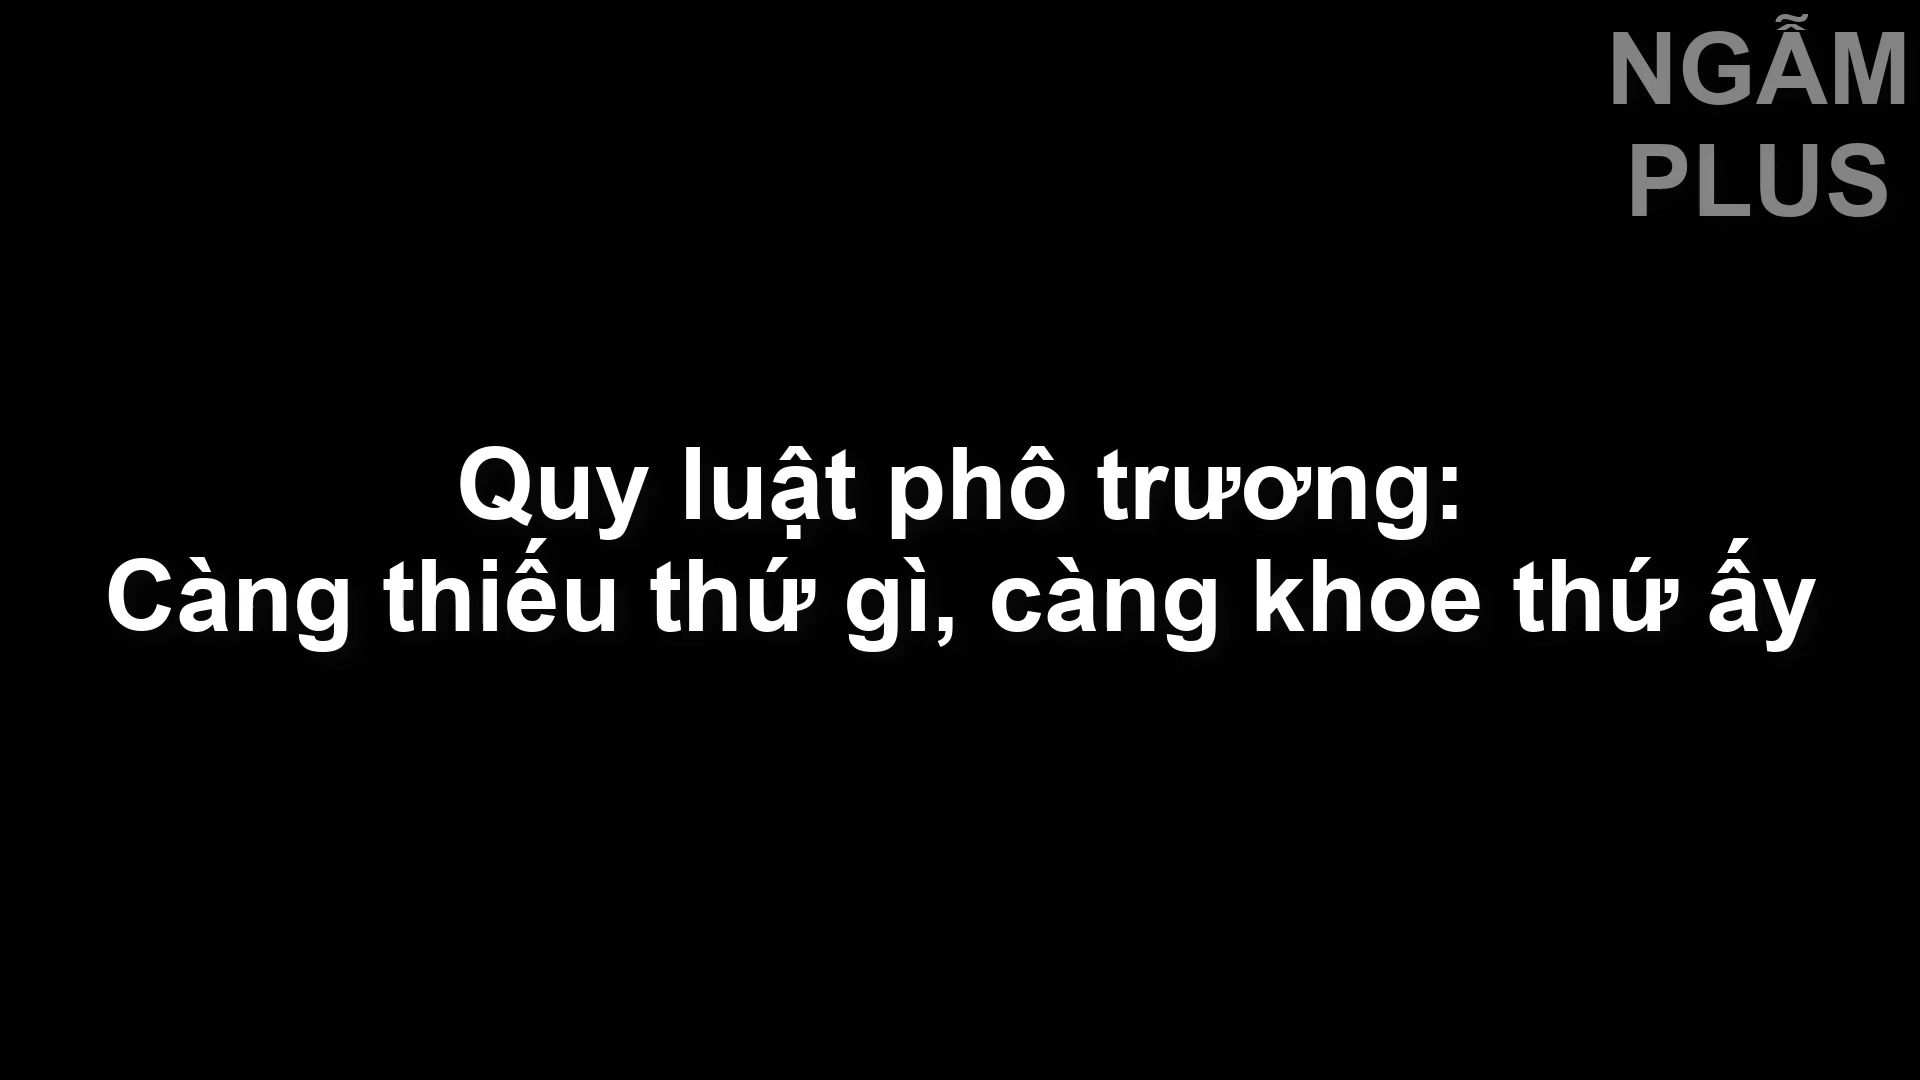 NGẪM
PLUS
Quy luật phô trương:
Càng thiếu thứ gì, càng khoe thứ ấy